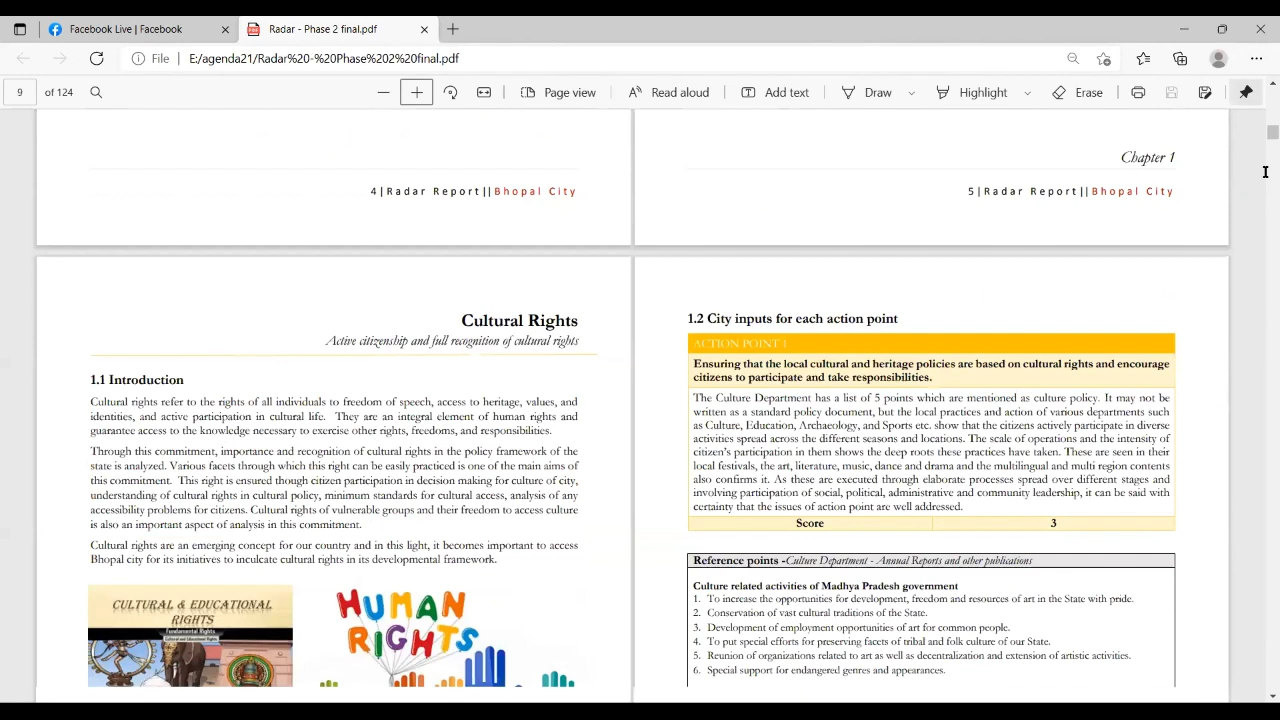 Facebook Live | Facebook
Radar - Phase 2 final.pdf
File | E:/agenda21/Radar%20-%20Phase%202%20final.pdf
9 of 124
Page view
Read aloud
Add text
Draw
Highlight
Erase
4|Radar Report||Bhopal City
Chapter 1
5|Radar Report||Bhopal City
Cultural Rights
Active citizenship and full recognition of cultural rights
1.1 Introduction
Cultural rights refer to the rights of all individuals to freedom of speech, access to heritage, values, and
identities, and active participation in cultural life. They are an integral element of human rights and
guarantee access to the knowledge necessary to exercise other rights, freedoms, and responsibilities.
Through this commitment, importance and recognition of cultural rights in the policy framework of the
state is analyzed. Various facets through which this right can be easily practiced is one of the main aims of
this commitment. This right is ensured though citizen participation in decision making for culture of city,
understanding of cultural rights in cultural policy, minimum standards for cultural access, analysis of any
accessibility problems for citizens. Cultural rights of vulnerable groups and their freedom to access culture
is also an important aspect of analysis in this commitment.
Cultural rights are an emerging concept for our country and in this light, it becomes important to access
Bhopal city for its initiatives to inculcate cultural rights in its developmental framework.
CULTURAL & EDUCATIONAL
RIGHTS
Fundamental Rights
Cultural and Educational Rights
HUMAN
RIGHTS
1.2 City inputs for each action point
ACTION POINT 1
Ensuring that the local cultural and heritage policies are based on cultural rights and encourage
citizens to participate and take responsibilities.
The Culture Department has a list of 5 points which are mentioned as culture policy. It may not be
written as a standard policy document, but the local practices and action of various departments such
as Culture, Education, Archaeology, and Sports etc. show that the citizens actively participate in diverse
activities spread across the different seasons and locations. The scale of operations and the intensity of
citizen's participation in them shows the deep roots these practices have taken. These are seen in their
local festivals, the art, literature, music, dance and drama and the multilingual and multi region contents
also confirms it. As these are executed through elaborate processes spread over different stages and
involving participation of social, political, administrative and community leadership, it can be said with
certainty that the issues of action point are well addressed.
Score 3
Reference points -Culture Department - Annual Reports and other publications
Culture related activities of Madhya Pradesh government
1. To increase the opportunities for development, freedom and resources of art in the State with pride.
2. Conservation of vast cultural traditions of the State.
3. Development of employment opportunities of art for common people.
4. To put special efforts for preserving facets of tribal and folk culture of our State.
5. Reunion of organizations related to art as well as decentralization and extension of artistic activities.
6. Special support for endangered genres and appearances.